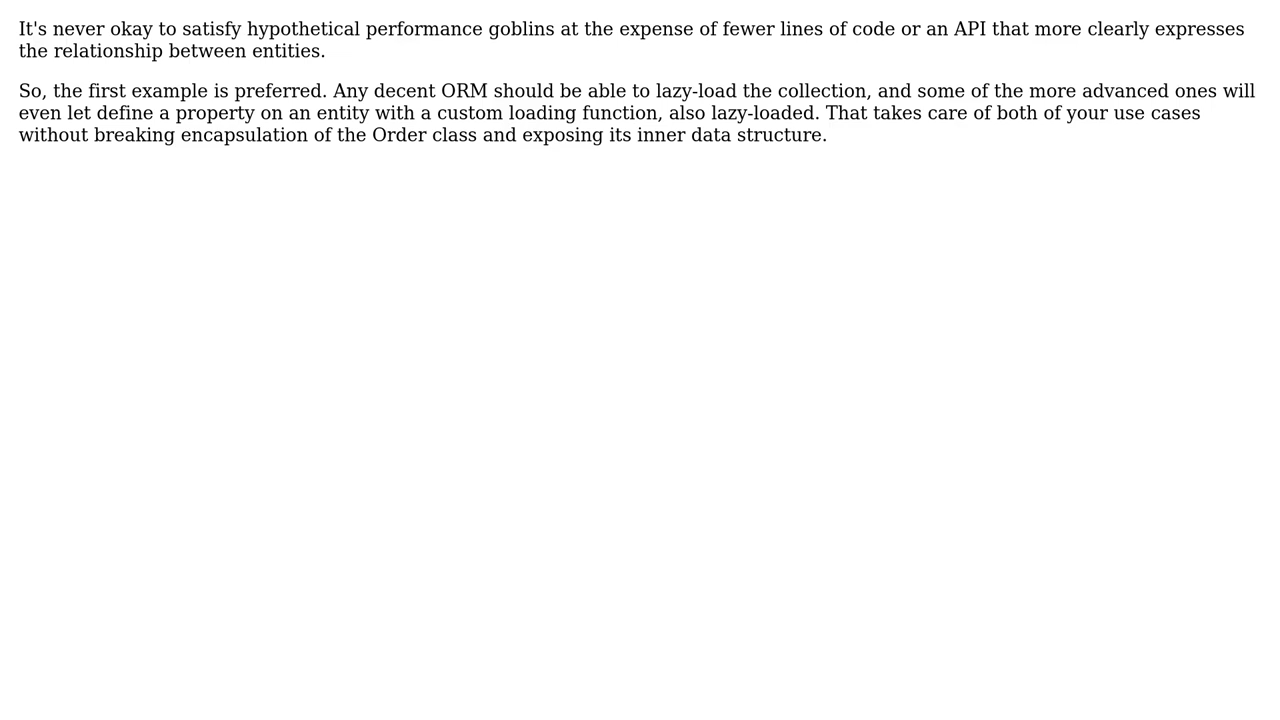 It's never okay to satisfy hypothetical performance goblins at the expense of fewer lines of code or an API that more clearly expresses
the relationship between entities.
So, the first example is preferred. Any decent ORM should be able to lazy-load the collection, and some of the more advanced ones will
even let define a property on an entity with a custom loading function, also lazy-loaded. That takes care of both of your use cases
without breaking encapsulation of the Order class and exposing its inner data structure.